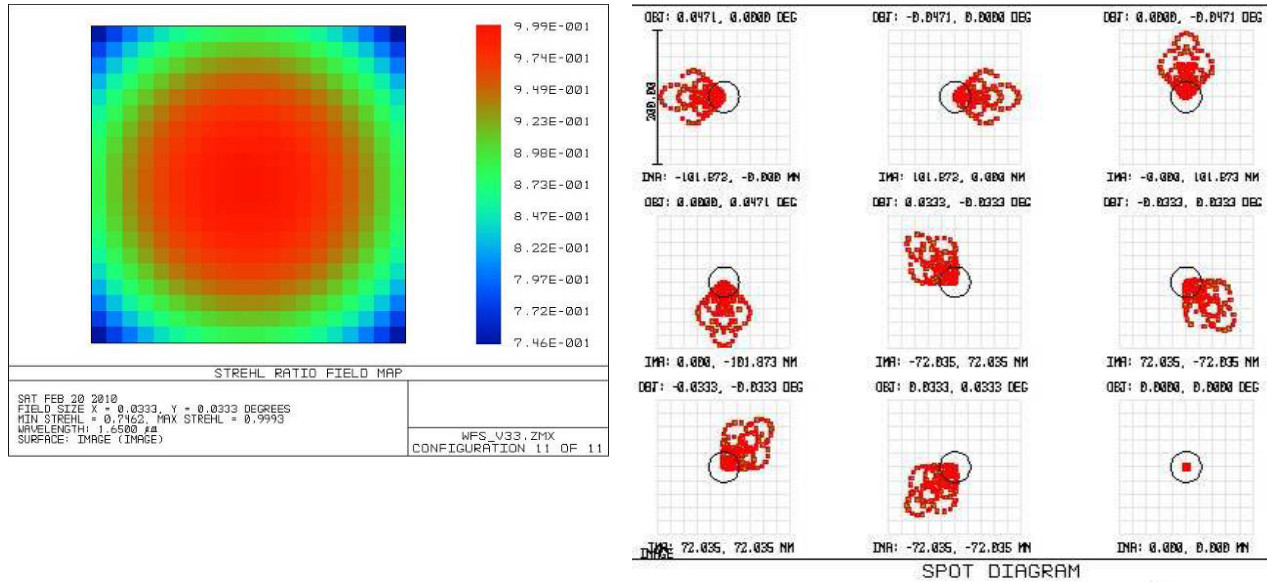 9.99E-001
9.74E-001
9.49E-001
9.23E-001
8.98E-001
8.73E-001
8.47E-001
8.22E-001
7.97E-001
7.72E-001
7.46E-001
STREHL RATIO FIELD MAP
SAT FEB 20 2010
FIELD SIZE X = 0.0333, Y = 0.0333 DEGREES
MIN STREHL = 0.7462, MAX STREHL = 0.9993
WAVELENGTH: 1.6500 µm
SURFACE: IMAGE (IMAGE)
WFS_V33.ZMX
CONFIGURATION 11 OF 11
OBJ: 0.0471, 0.0000 DEG
OBJ: -0.0471, 0.0000 DEG
OBJ: 0.0000, -0.0471 DEG
200.00
IMA: -101.873, -0.000 MM
IMA: 101.873, 0.000 MM
IMA: -0.000, 101.873 MM
OBJ: 0.0000, 0.0471 DEG
OBJ: 0.0333, -0.0333 DEG
OBJ: -0.0333, 0.0333 DEG
IMA: 0.000, -101.873 MM
IMA: -72.035, 72.035 MM
IMA: 72.035, -72.035 MM
OBJ: -0.0333, -0.0333 DEG
OBJ: 0.0333, 0.0333 DEG
OBJ: 0.0000, 0.0000 DEG
IMA: 72.035, 72.035 MM
IMA: -72.035, -72.035 MM
IMA: 0.000, 0.000 MM
IMAGE
SPOT DIAGRAM